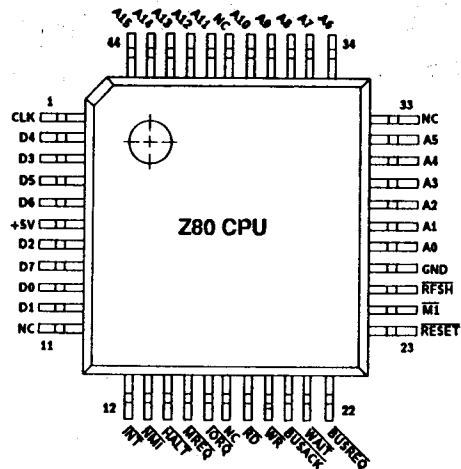 A15 A14 A13 A12 A11 NC A10 A9 A8 A7 A6
44 34
1 33
CLK NC
D4 A5
D3 A4
D5 A3
D6 A2
+5V A1
Z80 CPU
D2 A0
D7 GND
D0 RFSH
D1 M1
NC RESET
11 23
12 22
INT NMI HALT MREQ IORQ NC RD WR BUSACK WAIT BUSREQ